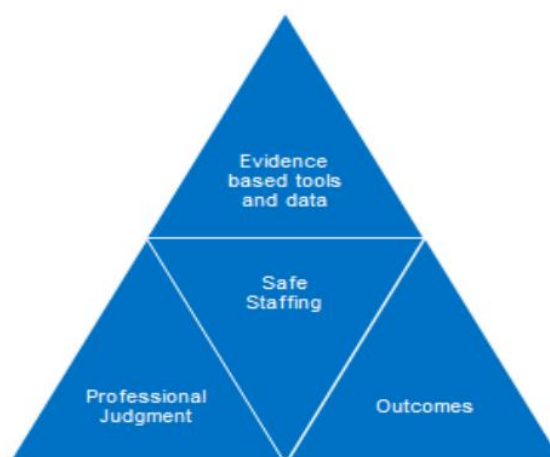 Evidence
based tools
and data
Safe
Staffing
Professional
Judgment
Outcomes